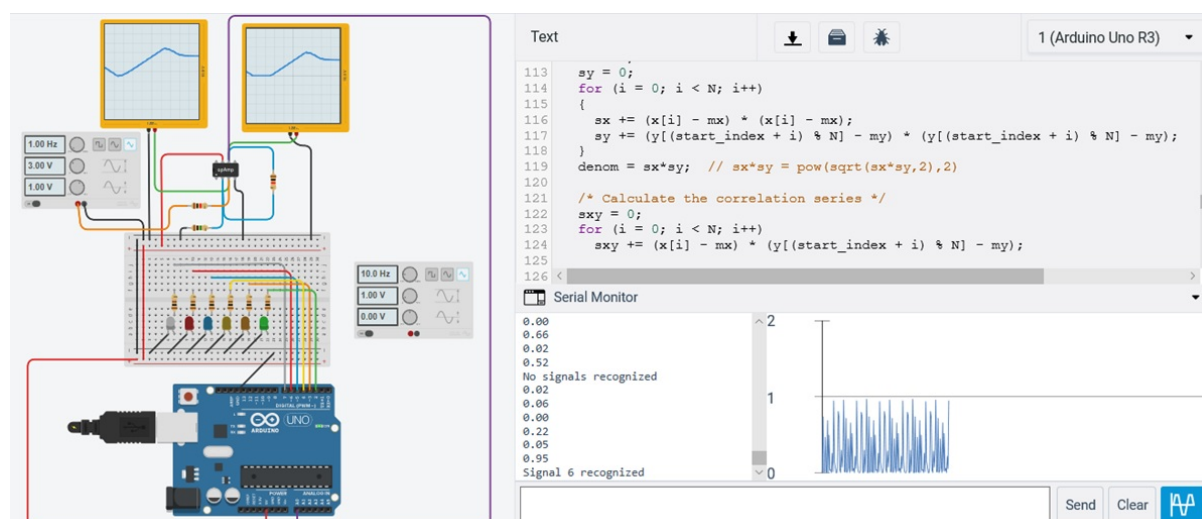 Text
1 (Arduino Uno R3)
113 sy = 0;
114 for (i = 0; i < N; i++)
115 {
116 sx += (x[i] - mx) * (x[i] - mx);
117 sy += (y[(start_index + i) % N] - my) * (y[(start_index + i) % N] - my);
118 }
119 denom = sx*sy; // sx*sy = pow(sqrt(sx*sy,2),2)
120
121 /* Calculate the correlation series */
122 sxy = 0;
123 for (i = 0; i < N; i++)
124 sxy += (x[i] - mx) * (y[(start_index + i) % N] - my);
125
126
Serial Monitor
0.00
0.66
0.02
0.52
No signals recognized
0.02
0.06
0.00
0.22
0.05
0.95
Signal 6 recognized
2
1
0
Send
Clear
1.00 Hz
3.00 V
1.00 V
10.0 Hz
1.00 V
0.00 V
DIGITAL (PWM~)
UNO
ARDUINO
POWER
ANALOG IN